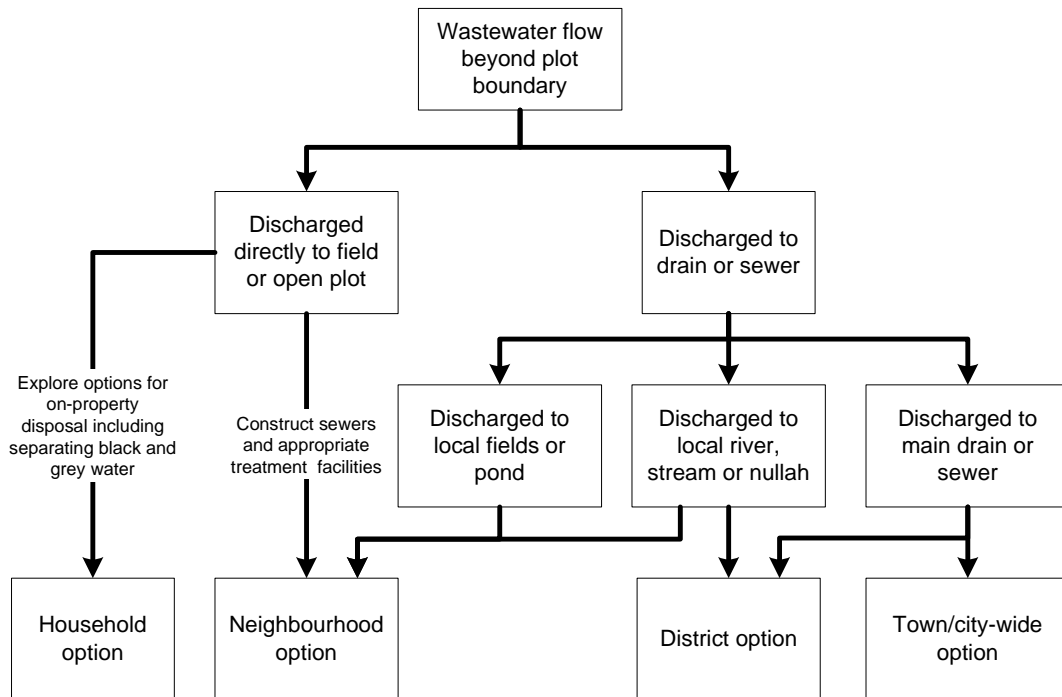 Wastewater flow
beyond plot
boundary
Discharged
directly to field
or open plot
Discharged to
drain or sewer
Explore options for
on-property
disposal including
separating black and
grey water
Construct sewers
and appropriate
treatment facilities
Discharged to
local fields or
pond
Discharged to
local river,
stream or nullah
Discharged to
main drain or
sewer
Household
option
Neighbourhood
option
District option
Town/city-wide
option